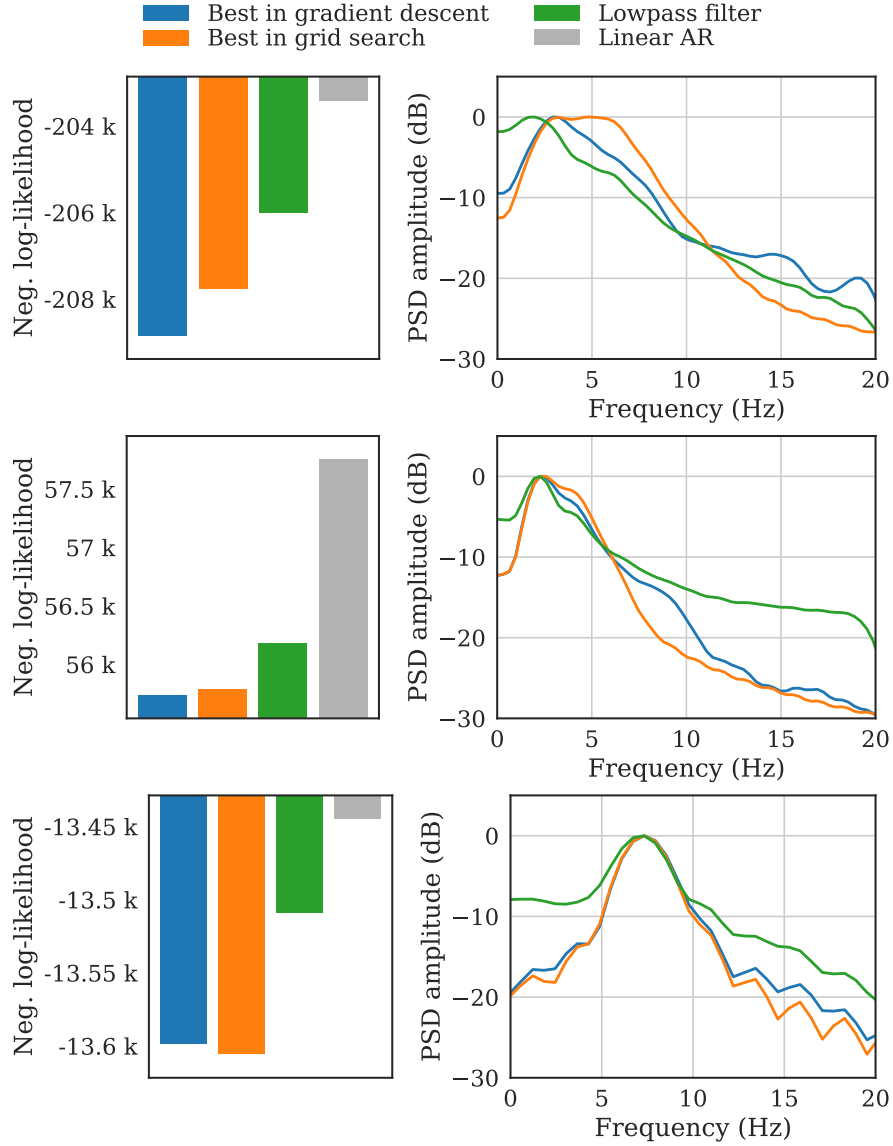 Best in gradient descent
Best in grid search
Lowpass filter
Linear AR
Neg. log-likelihood
-204 k
-206 k
-208 k
PSD amplitude (dB)
0
−10
−20
−30
0 5 10 15 20
Frequency (Hz)
Neg. log-likelihood
57.5 k
57 k
56.5 k
56 k
PSD amplitude (dB)
0
−10
−20
−30
0 5 10 15 20
Frequency (Hz)
Neg. log-likelihood
-13.45 k
-13.5 k
-13.55 k
-13.6 k
PSD amplitude (dB)
0
−10
−20
−30
0 5 10 15 20
Frequency (Hz)